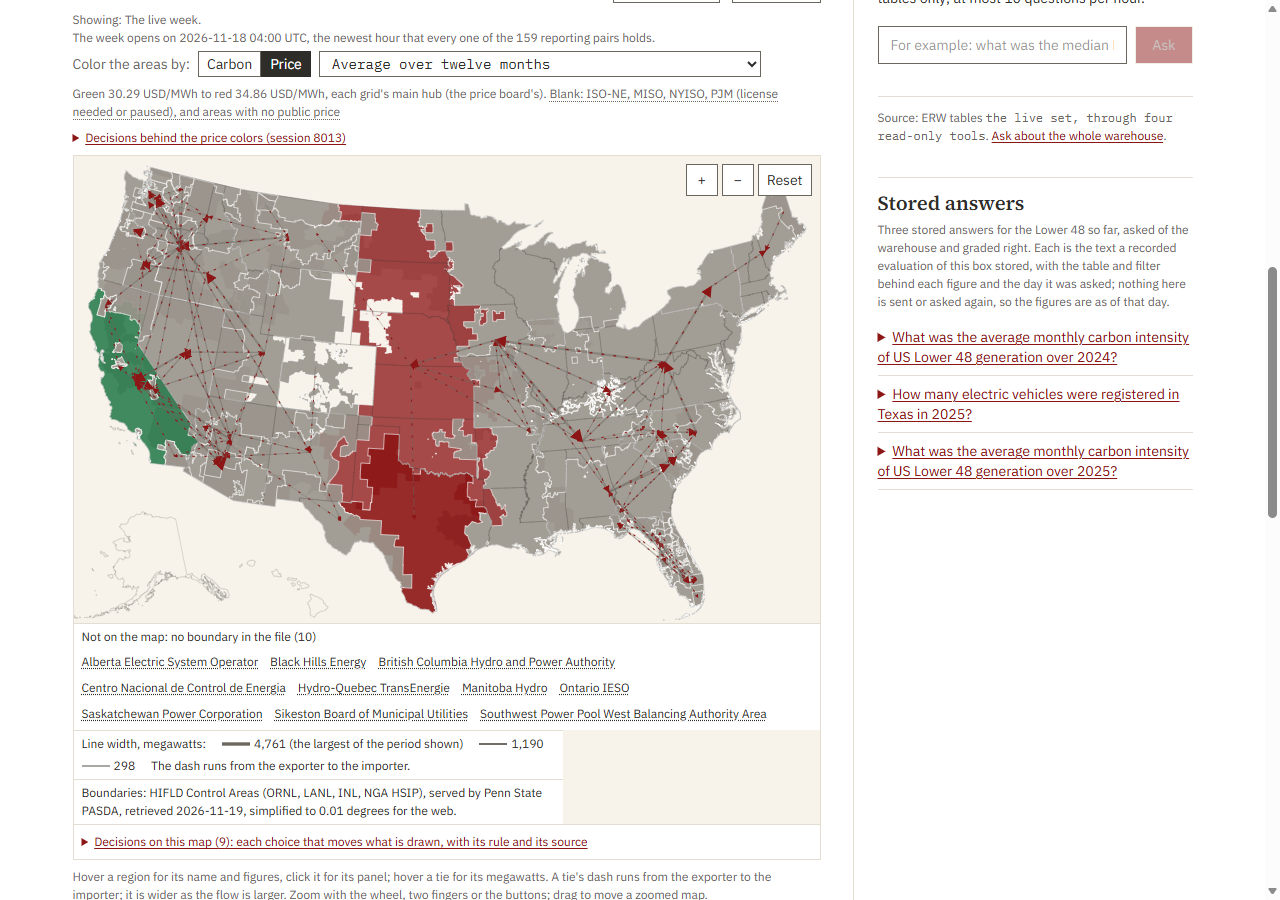 Showing: The live week.
The week opens on 2026-11-18 04:00 UTC, the newest hour that every one of the 159 reporting pairs holds.
Color the areas by: Carbon Price Average over twelve months
Green 30.29 USD/MWh to red 34.86 USD/MWh, each grid's main hub (the price board's). Blank: ISO-NE, MISO, NYISO, PJM (license
needed or paused), and areas with no public price
Decisions behind the price colors (session 8013)
+ − Reset
Not on the map: no boundary in the file (10)
Alberta Electric System Operator Black Hills Energy British Columbia Hydro and Power Authority
Centro Nacional de Control de Energia Hydro-Quebec TransEnergie Manitoba Hydro Ontario IESO
Saskatchewan Power Corporation Sikeston Board of Municipal Utilities Southwest Power Pool West Balancing Authority Area
Line width, megawatts: 4,761 (the largest of the period shown) 1,190
298 The dash runs from the exporter to the importer.
Boundaries: HIFLD Control Areas (ORNL, LANL, INL, NGA HSIP), served by Penn State
PASDA, retrieved 2026-11-19, simplified to 0.01 degrees for the web.
Decisions on this map (9): each choice that moves what is drawn, with its rule and its source
Hover a region for its name and figures, click it for its panel; hover a tie for its megawatts. A tie's dash runs from the exporter to the
importer; it is wider as the flow is larger. Zoom with the wheel, two fingers or the buttons; drag to move a zoomed map.
tables only, at most 10 questions per hour.
For example: what was the median
Ask
Source: ERW tables the live set, through four
read-only tools. Ask about the whole warehouse.
Stored answers
Three stored answers for the Lower 48 so far, asked of the
warehouse and graded right. Each is the text a recorded
evaluation of this box stored, with the table and filter
behind each figure and the day it was asked; nothing here
is sent or asked again, so the figures are as of that day.
What was the average monthly carbon intensity
of US Lower 48 generation over 2024?
How many electric vehicles were registered in
Texas in 2025?
What was the average monthly carbon intensity
of US Lower 48 generation over 2025?